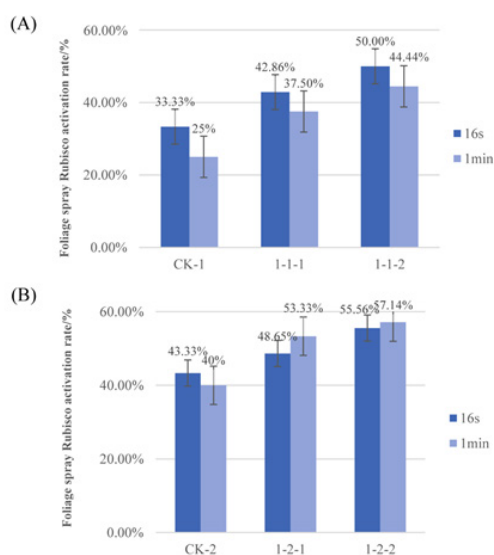 (A)
Foliage spray Rubisco activation rate/%
60.00%
40.00%
20.00%
0.00%
33.33%
25%
42.86%
37.50%
50.00%
44.44%
CK-1
1-1-1
1-1-2
16s
1min
(B)
Foliage spray Rubisco activation rate/%
60.00%
40.00%
20.00%
0.00%
43.33%
40%
48.65%
53.33%
55.56%
57.14%
CK-2
1-2-1
1-2-2
16s
1min